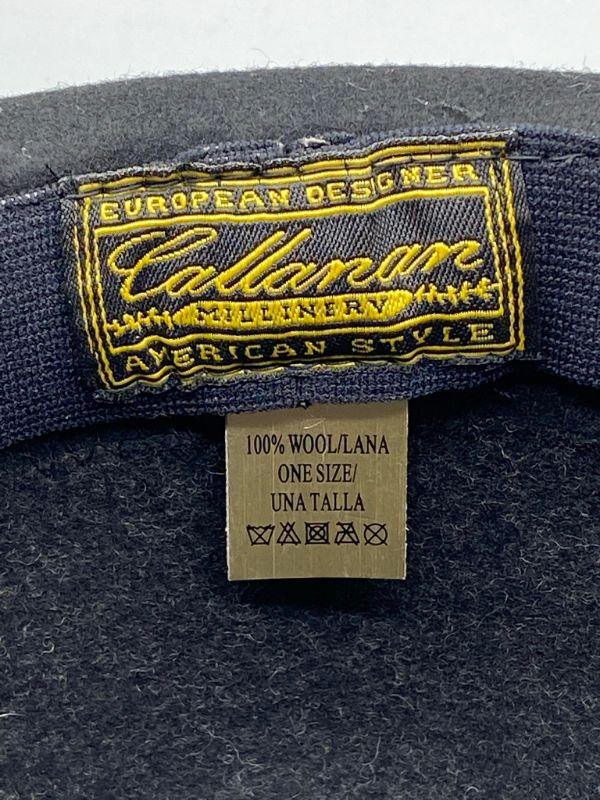 EUROPEAN DESIGNER
Callanan
MILLINERY
AMERICAN STYLE
100% WOOL/LANA
ONE SIZE/
UNA TALLA